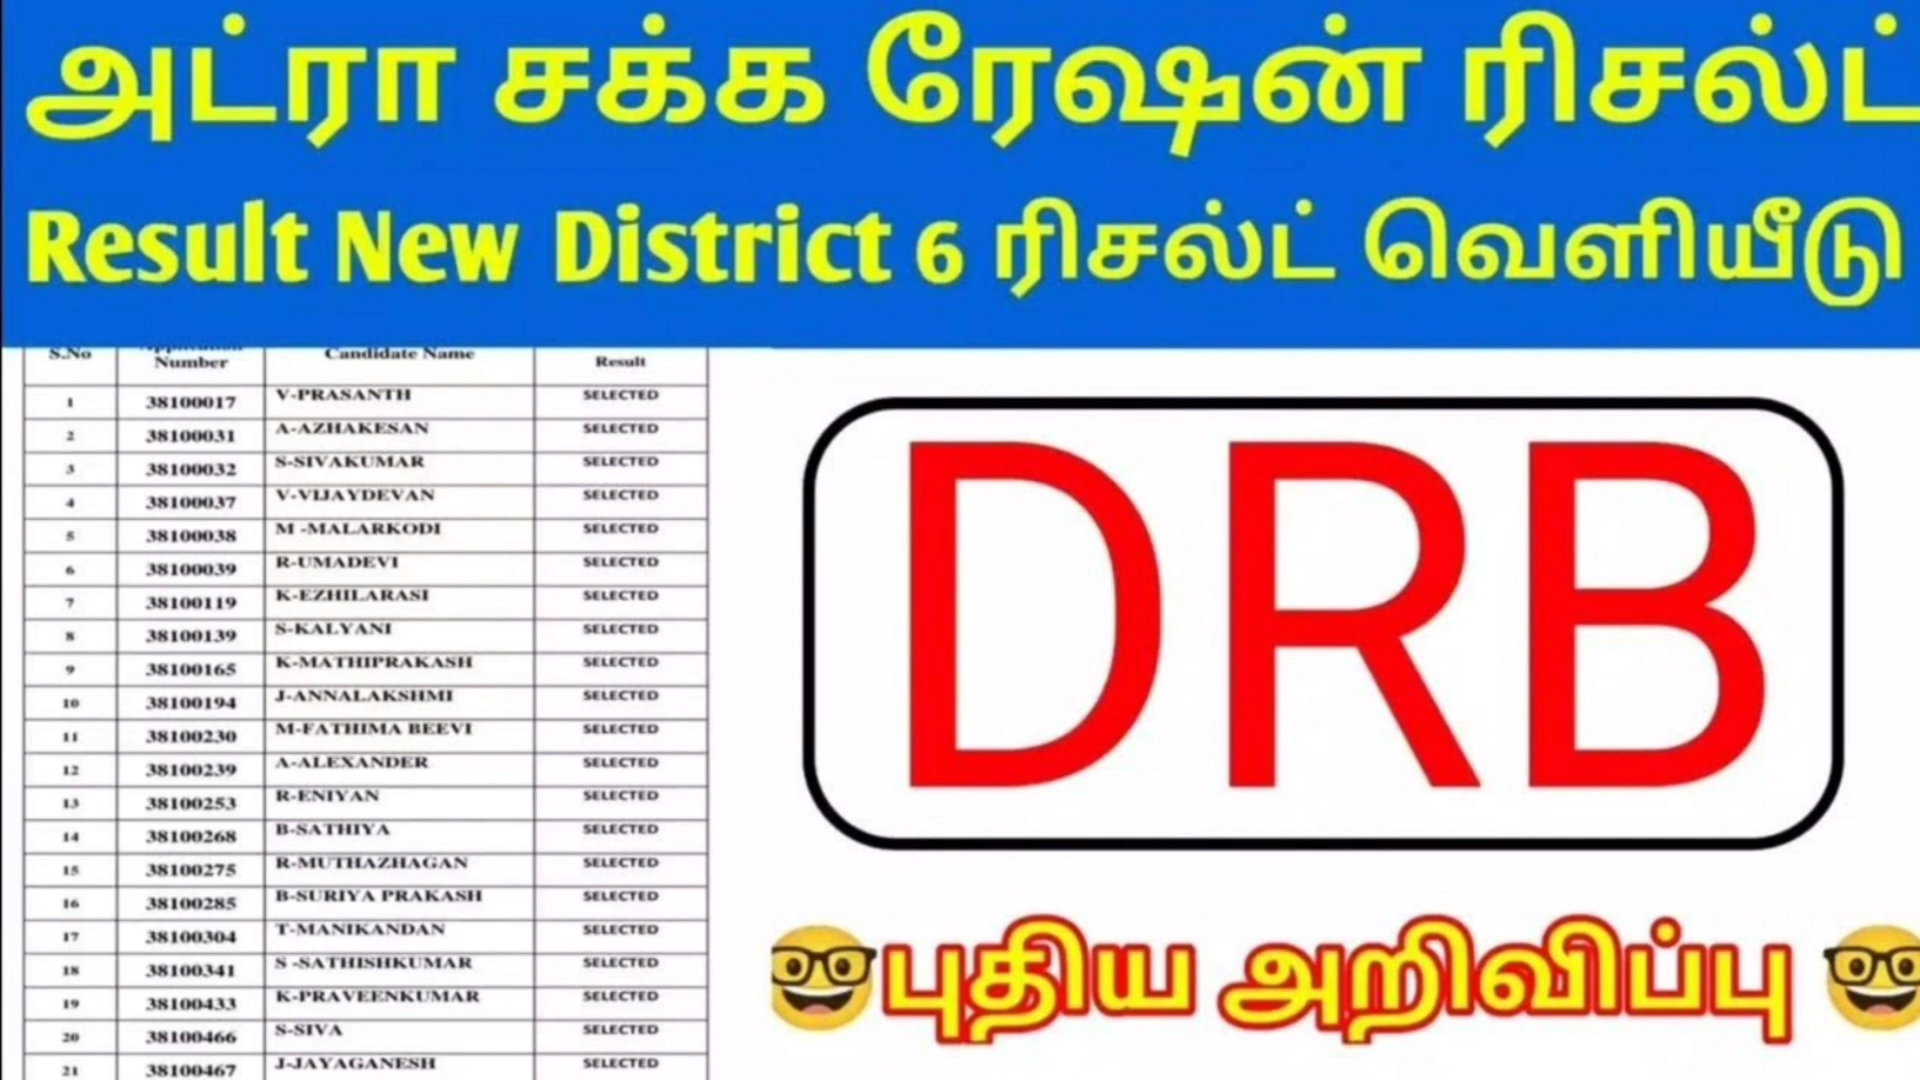 அட்ரா சக்க ரேஷன் ரிசல்ட்
Result New District 6 ரிசல்ட் வெளியீடு
S.No Application Number Candidate Name Result
1 38100017 V-PRASANTH SELECTED
2 38100031 A-AZHAKESAN SELECTED
3 38100032 S-SIVAKUMAR SELECTED
4 38100037 V-VIJAYDEVAN SELECTED
5 38100038 M -MALARKODI SELECTED
6 38100039 R-UMADEVI SELECTED
7 38100119 K-EZHILARASI SELECTED
8 38100139 S-KALYANI SELECTED
9 38100165 K-MATHIPRAKASH SELECTED
10 38100194 J-ANNALAKSHMI SELECTED
11 38100230 M-FATHIMA BEEVI SELECTED
12 38100239 A-ALEXANDER SELECTED
13 38100253 R-ENIYAN SELECTED
14 38100268 B-SATHIYA SELECTED
15 38100275 R-MUTHAZHAGAN SELECTED
16 38100285 B-SURIYA PRAKASH SELECTED
17 38100304 T-MANIKANDAN SELECTED
18 38100341 S -SATHISHKUMAR SELECTED
19 38100433 K-PRAVEENKUMAR SELECTED
20 38100466 S-SIVA SELECTED
21 38100467 J-JAYAGANESH SELECTED
DRB
புதிய அறிவிப்பு